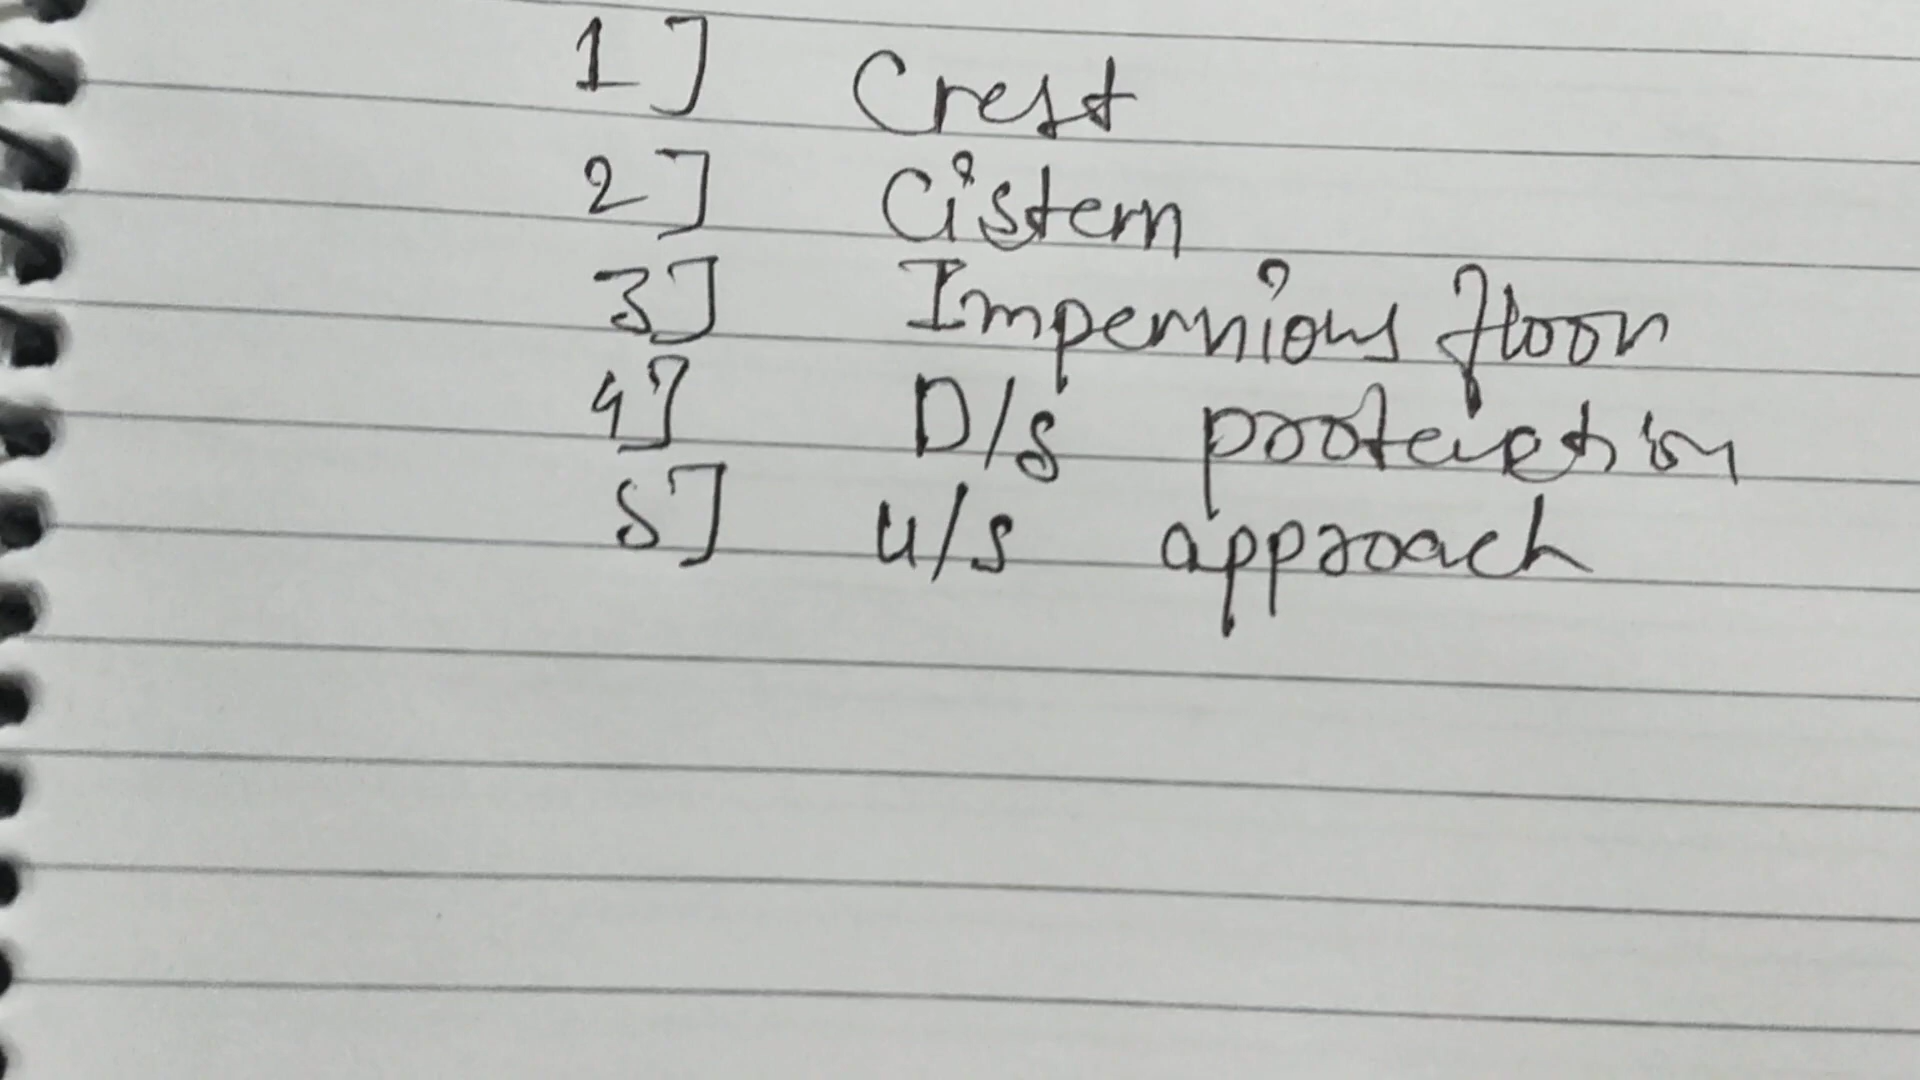 1] Crest
2] Cistern
3] Impervious floor
4] D/s protection
5] u/s approach